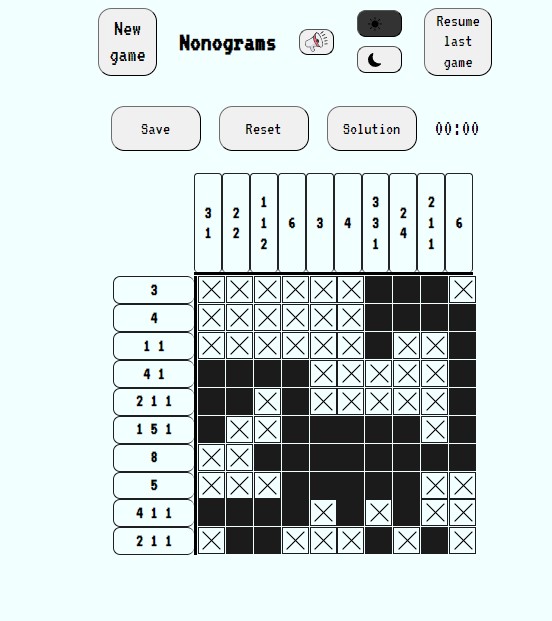 New game
Nonograms
Resume last game
Save
Reset
Solution
00:00
3 1
2 2
1 1 2
6
3
4
3 3 1
2 4
2 1 1
6
3
4
1 1
4 1
2 1 1
1 5 1
8
5
4 1 1
2 1 1